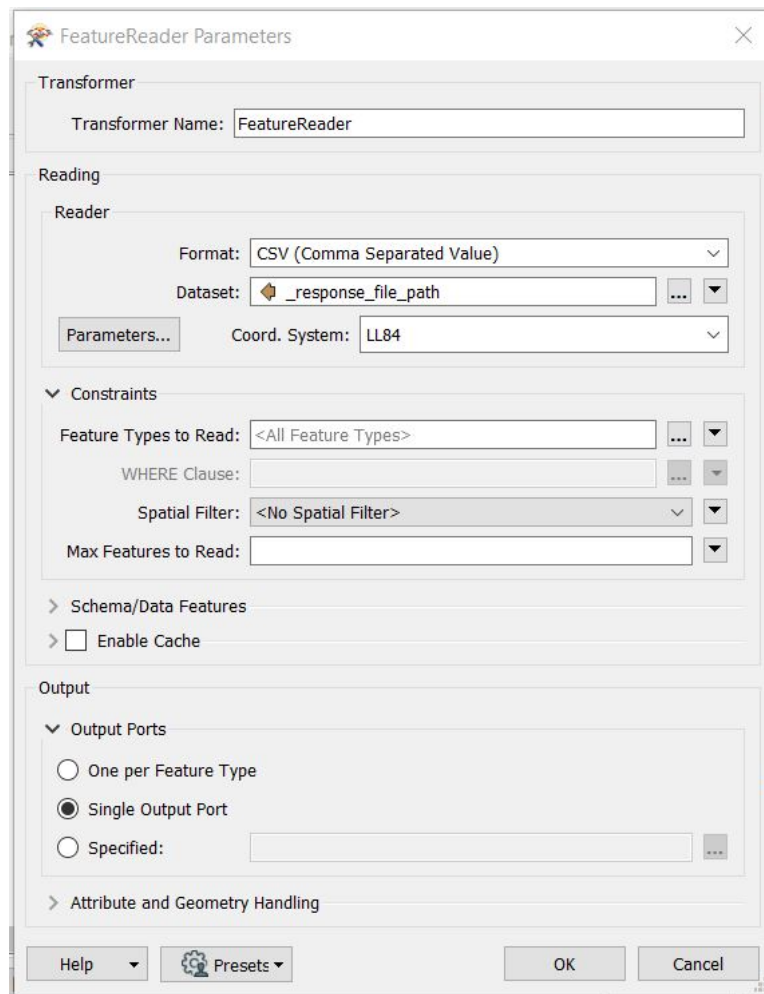 FeatureReader Parameters
Transformer
Transformer Name: FeatureReader
Reading
Reader
Format: CSV (Comma Separated Value)
Dataset: _response_file_path ...
Parameters... Coord. System: LL84
Constraints
Feature Types to Read: <All Feature Types> ...
WHERE Clause: ...
Spatial Filter: <No Spatial Filter>
Max Features to Read:
Schema/Data Features
Enable Cache
Output
Output Ports
One per Feature Type
Single Output Port
Specified: ...
Attribute and Geometry Handling
Help Presets OK Cancel